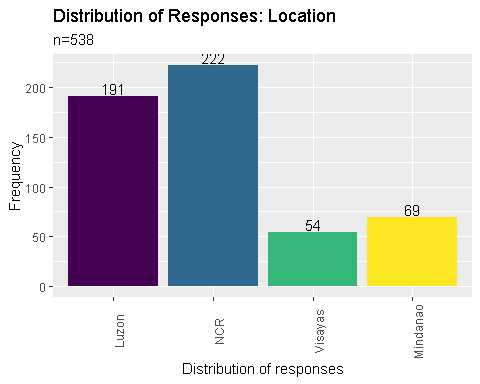 Distribution of Responses: Location
n=538
Frequency
200
150
100
50
0
191
222
54
69
Luzon
NCR
Visayas
Mindanao
Distribution of responses